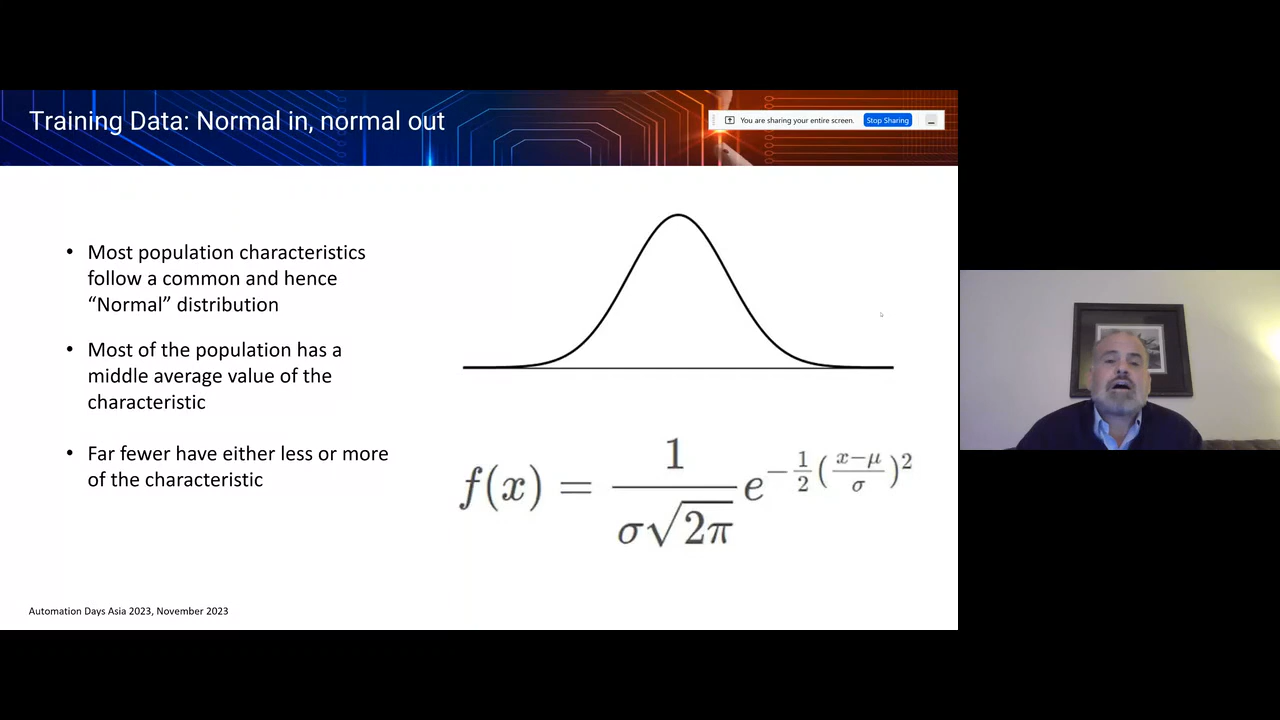 Training Data: Normal in, normal out
You are sharing your entire screen.
Stop Sharing
• Most population characteristics
follow a common and hence
“Normal” distribution
• Most of the population has a
middle average value of the
characteristic
• Far fewer have either less or more
of the characteristic
f(x) = 1/(σ√2π) e^(−1/2((x−μ)/σ)^2)
Automation Days Asia 2023, November 2023